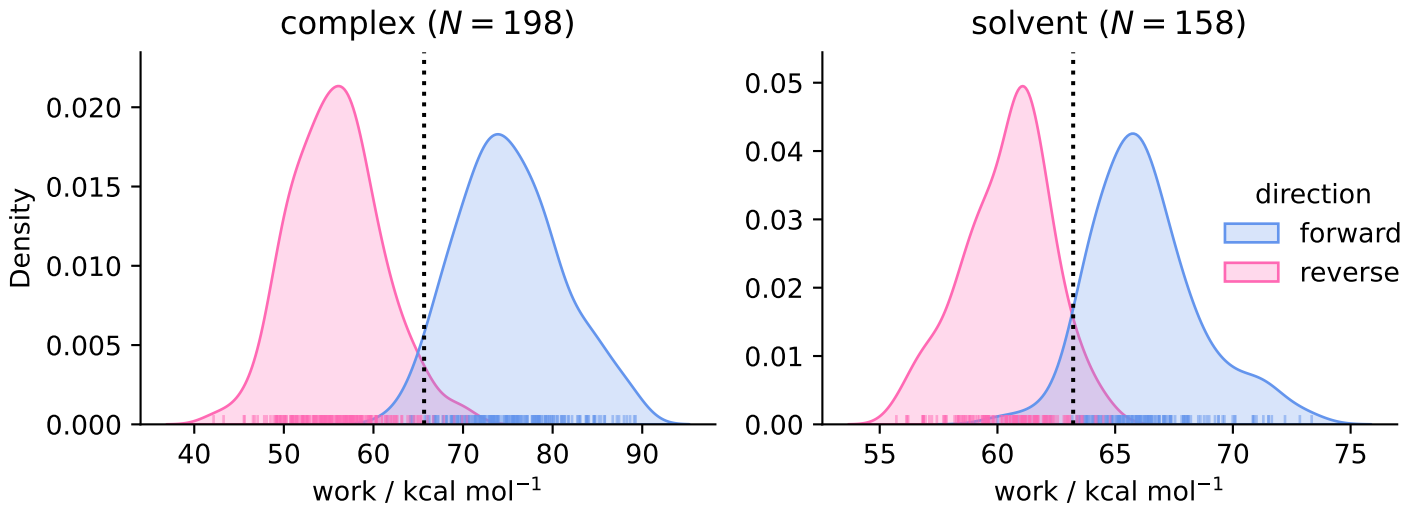 complex (N = 198)
Density
0.020
0.015
0.010
0.005
0.000
40 50 60 70 80 90
work / kcal mol⁻¹
solvent (N = 158)
0.05
0.04
0.03
0.02
0.01
0.00
55 60 65 70 75
work / kcal mol⁻¹
direction
forward
reverse